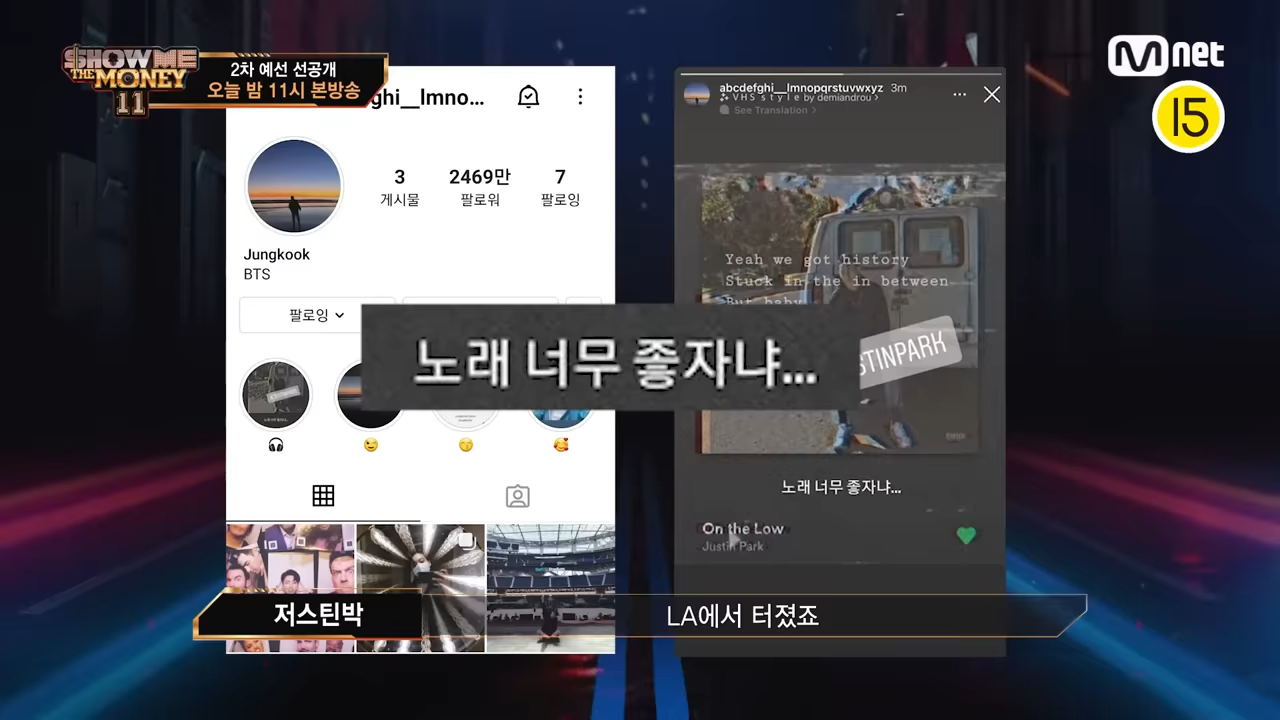 SHOW ME
THE MONEY
11
2차 예선 선공개
오늘 밤 11시 본방송
Mnet
15
ghi__lmno...
3
2469만
7
게시물
팔로워
팔로잉
Jungkook
BTS
팔로잉
abcdefghi__lmnopqrstuvwxyz 3m
VHS style by demiandrou >
See Translation >
Yeah we got history
Stuck in the in between
But baby
STINPARK
노래 너무 좋자냐...
노래 너무 좋자냐...
On the Low
Justin Park
저스틴박
LA에서 터졌죠